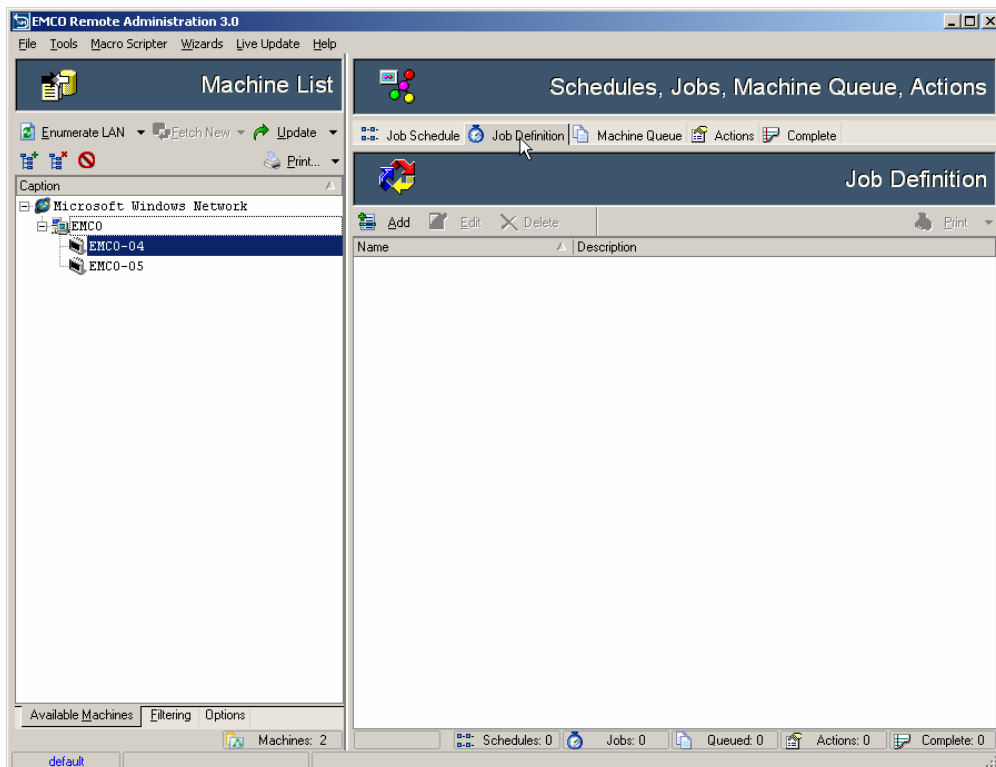 EMCO Remote Administration 3.0
File Tools Macro Scripter Wizards Live Update Help
Machine List
Schedules, Jobs, Machine Queue, Actions
Enumerate LAN Fetch New Update
Print...
Job Schedule Job Definition Machine Queue Actions Complete
Job Definition
Caption
Microsoft Windows Network
EMCO
EMCO-04
EMCO-05
Add Edit Delete Print
Name Description
Available Machines Filtering Options
Machines: 2
Schedules: 0 Jobs: 0 Queued: 0 Actions: 0 Complete: 0
default